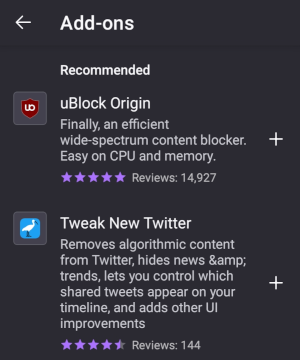 Add-ons
Recommended
uBlock Origin
Finally, an efficient
wide-spectrum content blocker.
Easy on CPU and memory.
Reviews: 14,927
Tweak New Twitter
Removes algorithmic content
from Twitter, hides news &amp;
trends, lets you control which
shared tweets appear on your
timeline, and adds other UI
improvements
Reviews: 144